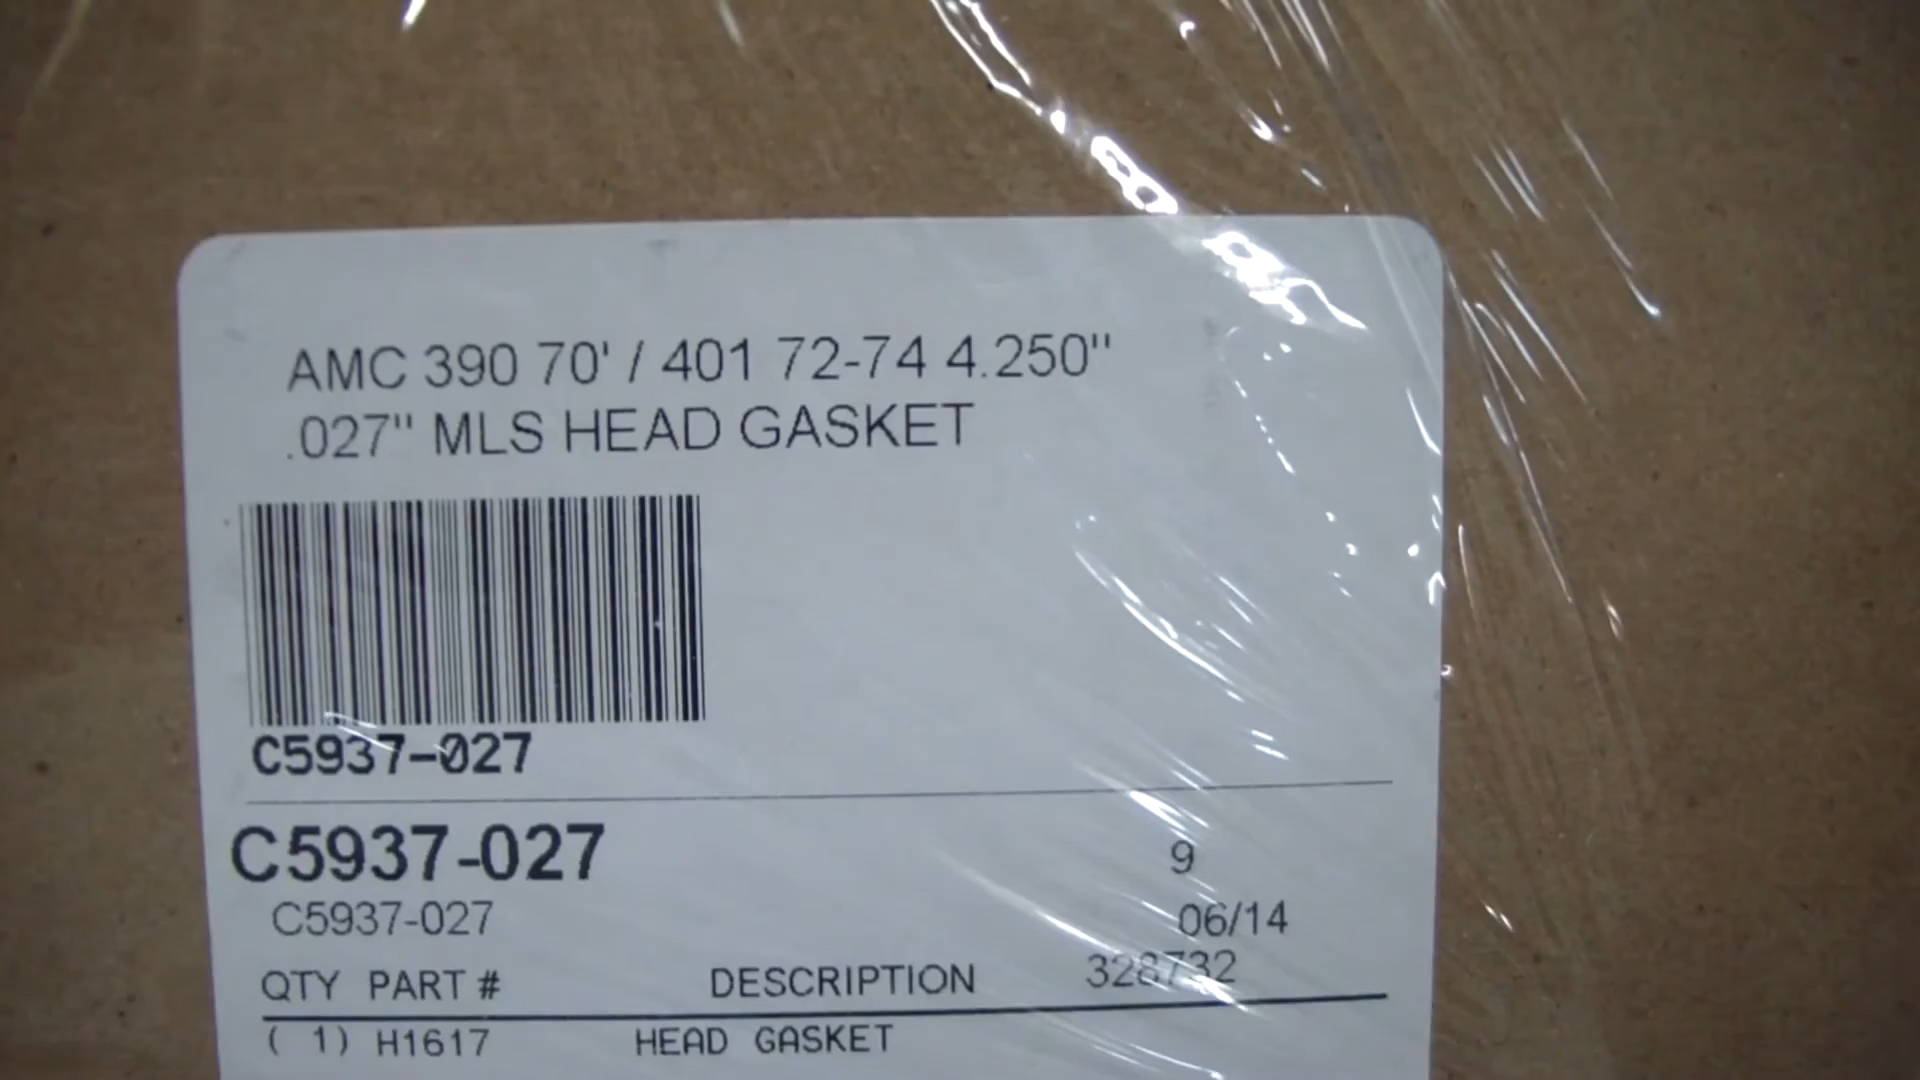 AMC 390 70' / 401 72-74 4.250"
.027" MLS HEAD GASKET
C5937-027
C5937-027
9
C5937-027
06/14
QTY PART #
DESCRIPTION
328732
( 1) H1617
HEAD GASKET